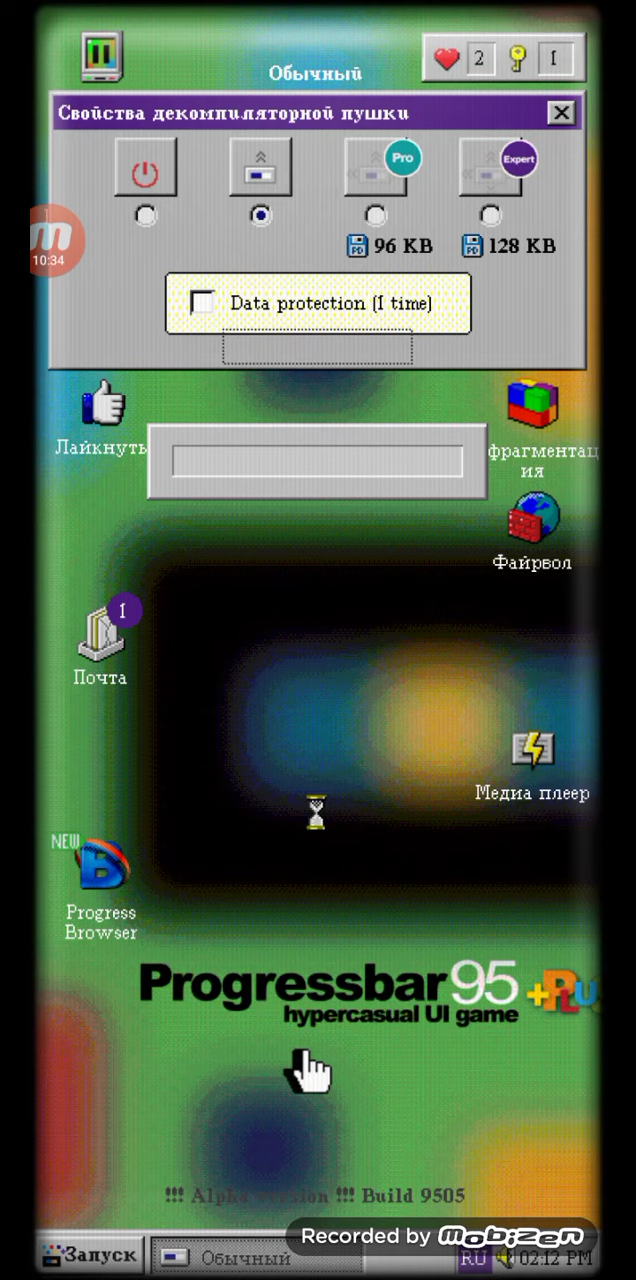 Обычный
2
1
Свойства декомпиляторной пушки
Pro
Expert
10:34
96 KB
128 KB
Data protection (1 time)
Лайкнуть
фрагментац
ия
Файрвол
1
Почта
Медиа плеер
NEW
Progress
Browser
Progressbar95 +PLU
hypercasual UI game
!!! Alpha version !!! Build 9505
Recorded by Mobizen
Запуск
Обычный
RU
02:12 PM